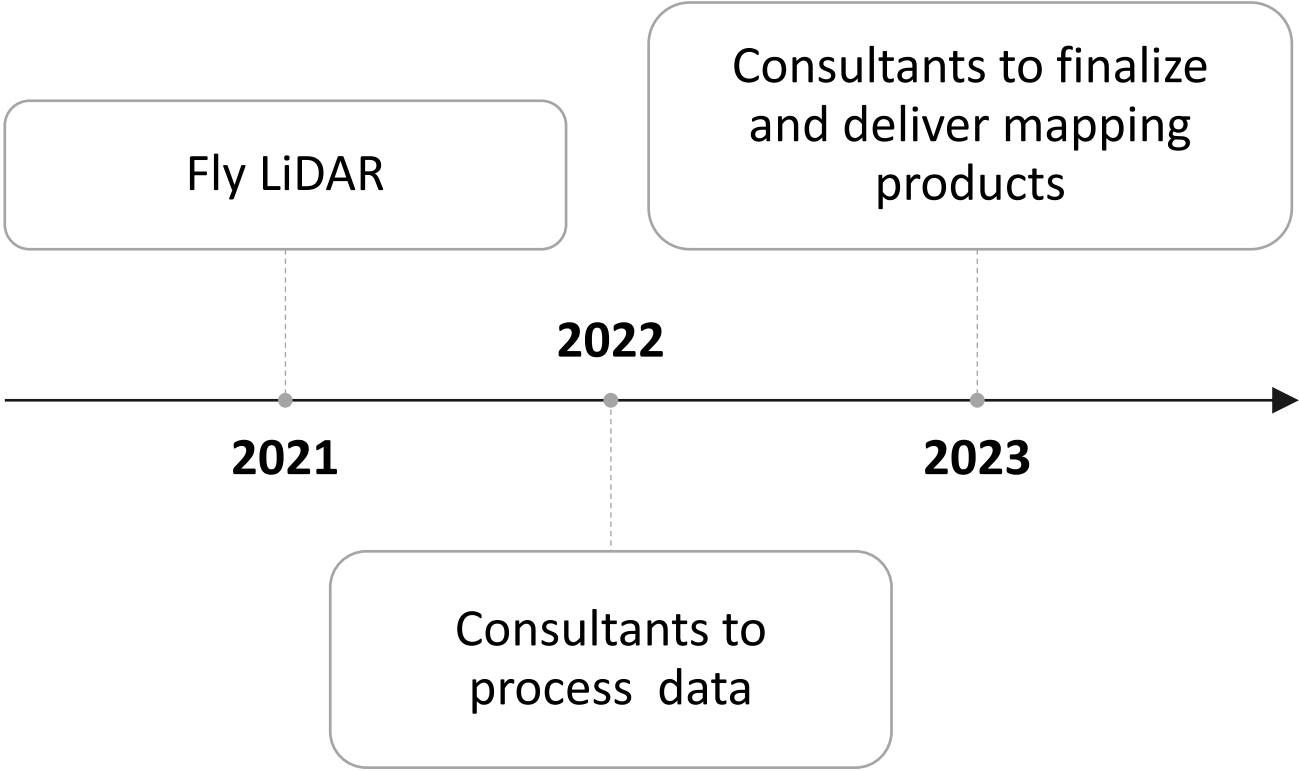 Fly LiDAR
2021
2022
Consultants to
process  data
Consultants to finalize
and deliver mapping
products
2023